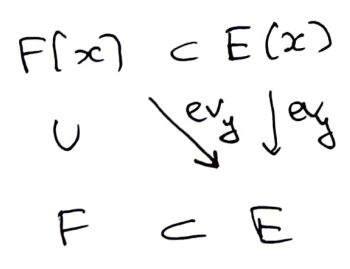 F(x) ⊂ E(x)
∪ ev_y ev_y
F ⊂ E